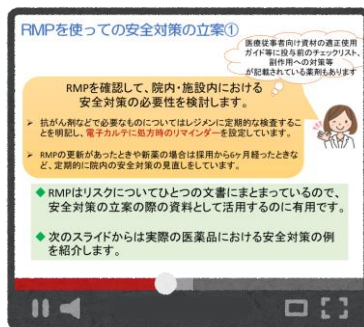 RMPを使っての安全対策の立案①
医療従事者向け資材の適正使用
ガイド等に投与前のチェックリスト、
副作用への対策等
が記載されている薬剤もあります
RMPを確認して、院内・施設内における
安全対策の必要性を検討します。
➢ 抗がん剤などで必要なものについてはレジメンに定期的な検査するこ
とを明記し、電子カルテに処方時のリマインダーを設定しています。
➢ RMPの更新があったときや新薬の場合は採用から6ヶ月経ったときな
ど、定期的に院内の安全対策の見直しをしています。
◆ RMPはリスクについてひとつの文書にまとまっているので、
安全対策の立案の際の資料として活用するのに有用です。
◆ 次のスライドからは実際の医薬品における安全対策の例
を紹介します。